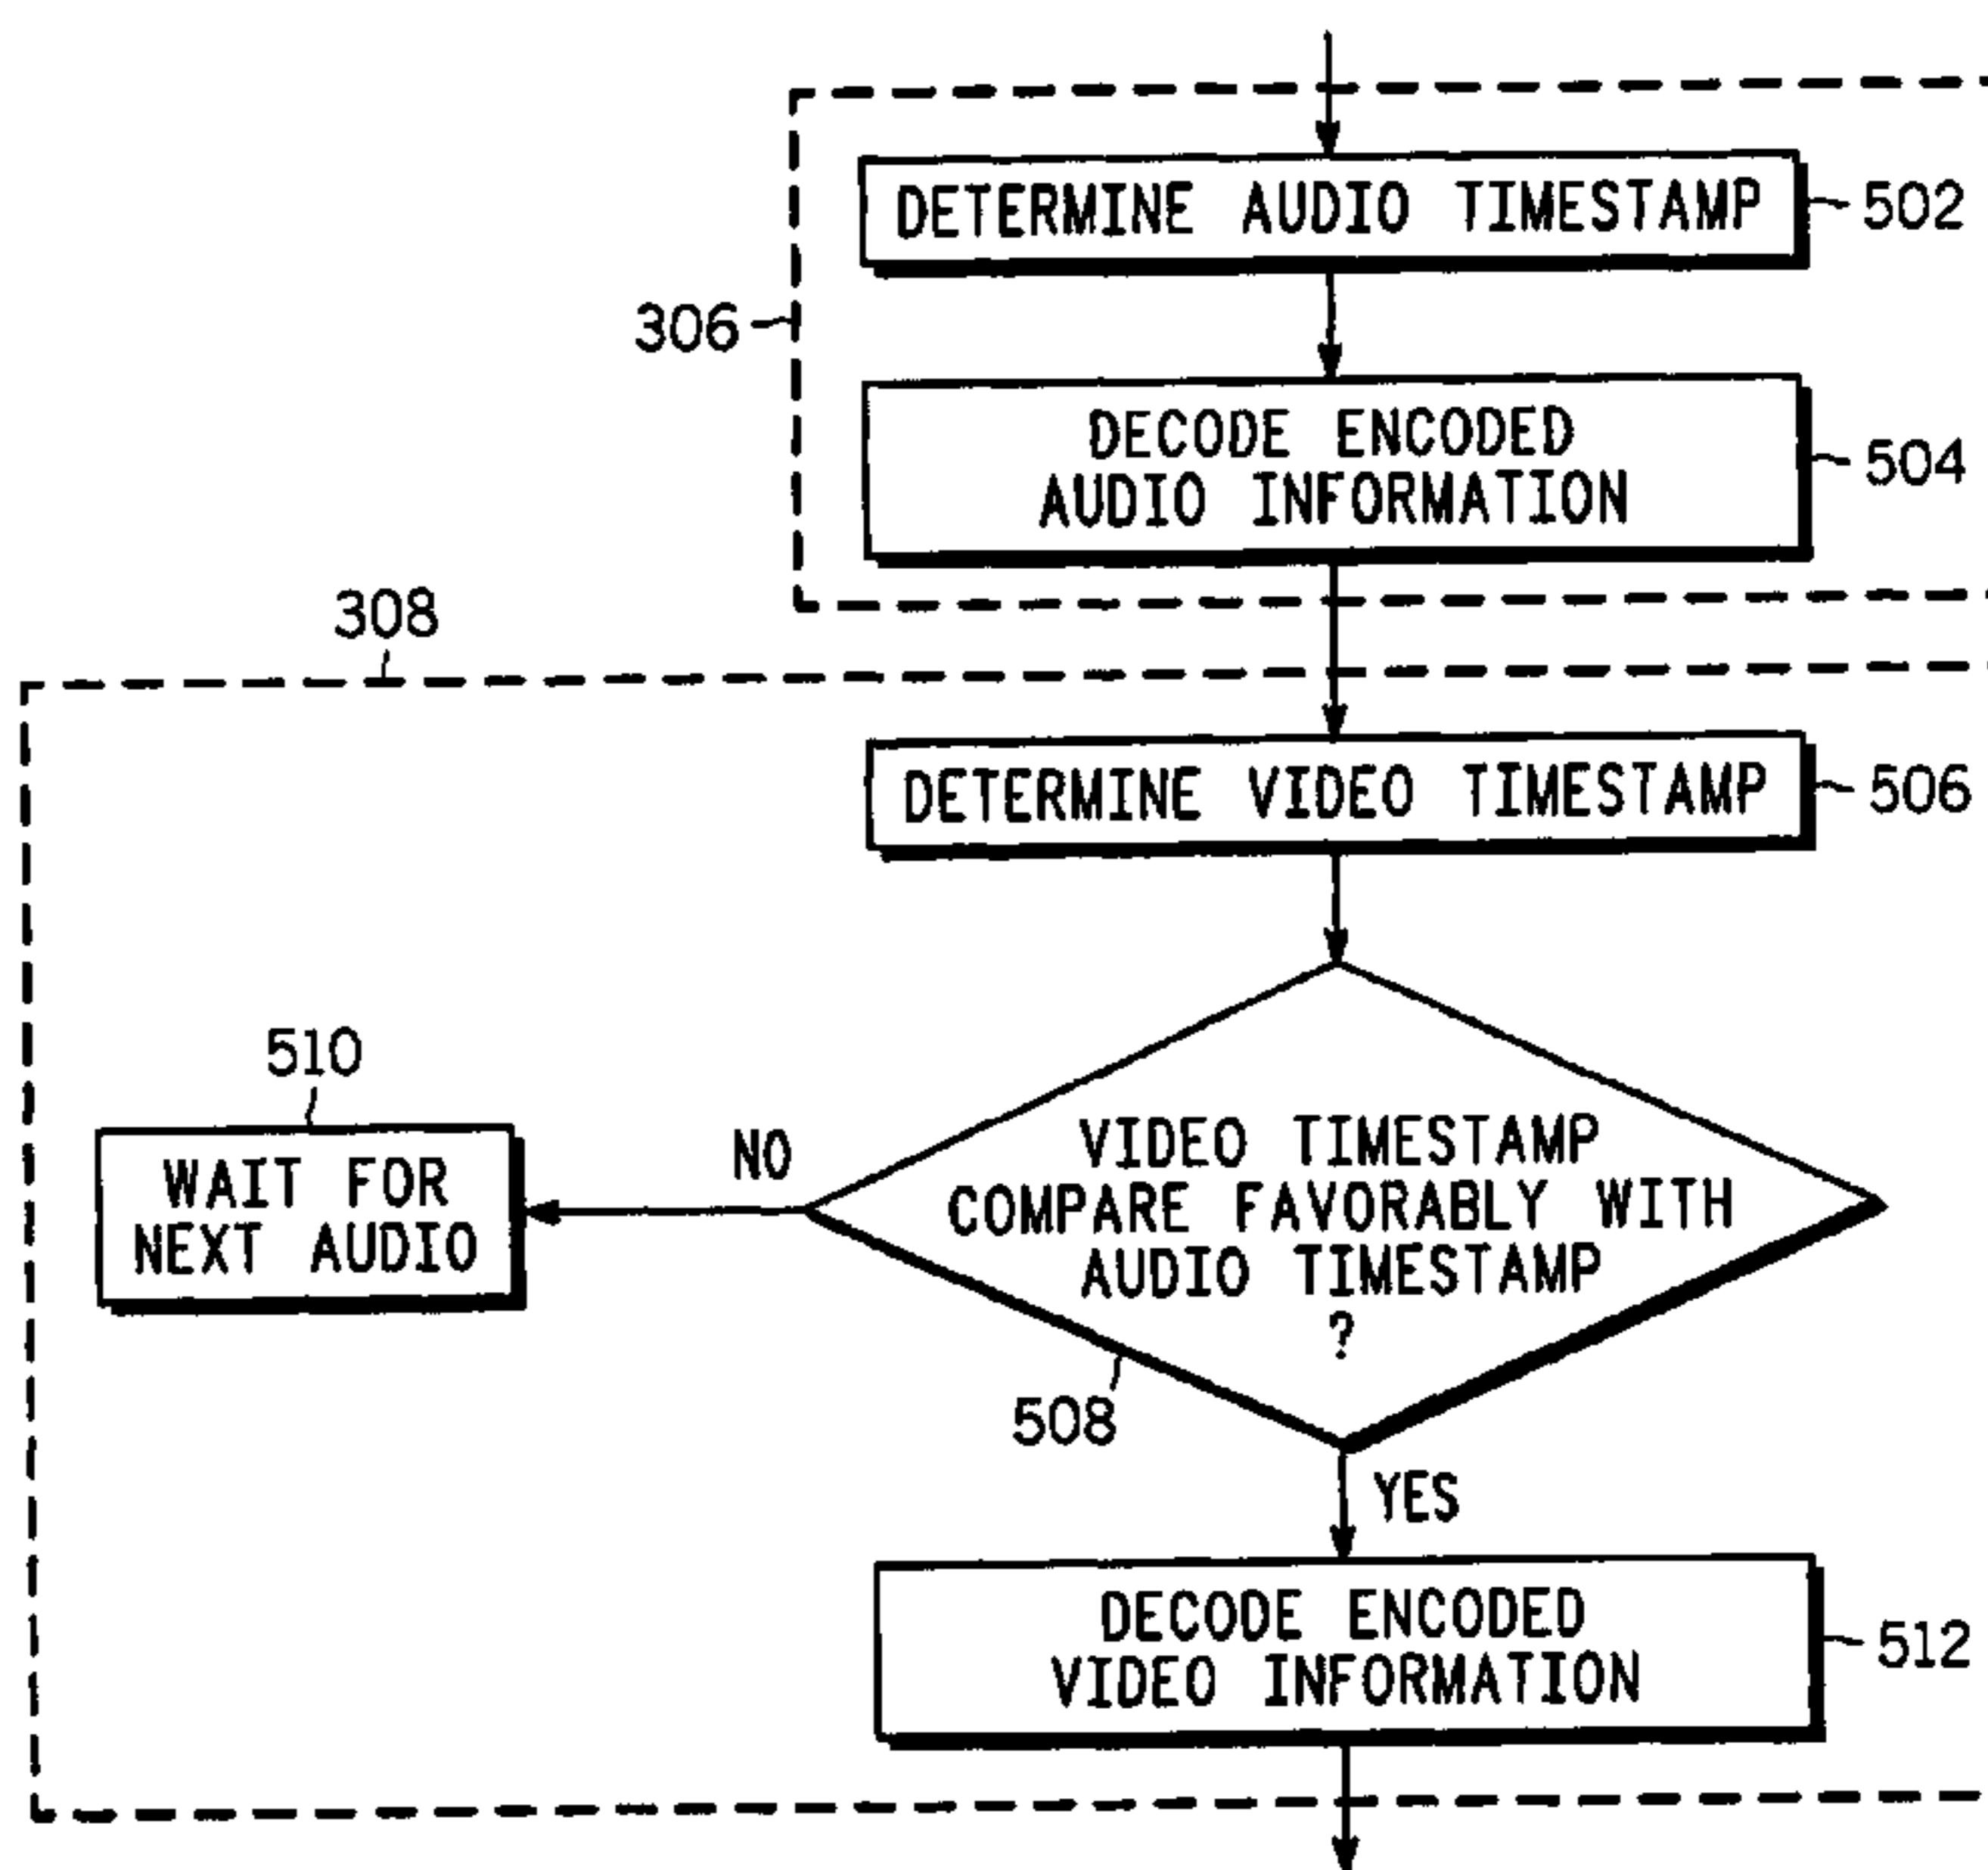 DETERMINE AUDIO TIMESTAMP
502
306
DECODE ENCODED
AUDIO INFORMATION
504
308
DETERMINE VIDEO TIMESTAMP
506
510
WAIT FOR
NEXT AUDIO
NO
VIDEO TIMESTAMP
COMPARE FAVORABLY WITH
AUDIO TIMESTAMP
?
508
YES
DECODE ENCODED
VIDEO INFORMATION
512